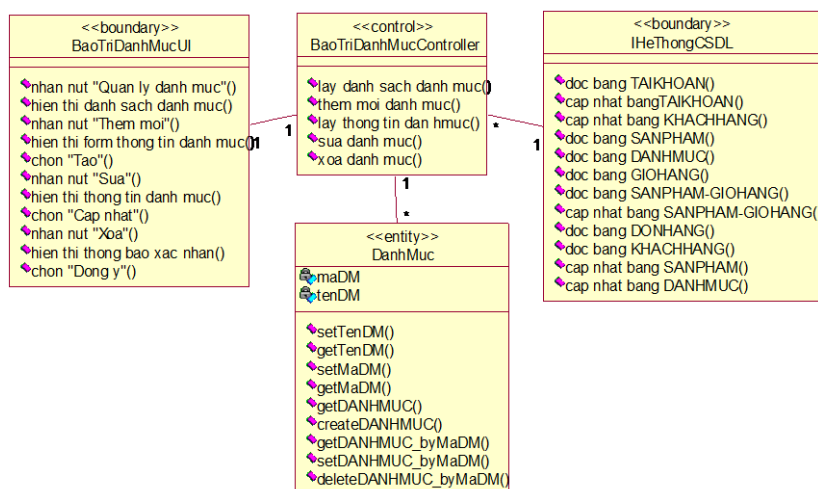 <<boundary>>
BaoTriDanhMucUI
nhan nut "Quan ly danh muc"()
hien thi danh sach danh muc()
nhan nut "Them moi"()
hien thi form thong tin danh muc()
chon "Tao"()
nhan nut "Sua"()
hien thi thong tin danh muc()
chon "Cap nhat"()
nhan nut "Xoa"()
hien thi thong bao xac nhan()
chon "Dong y"()
1
1
<<control>>
BaoTriDanhMucController
lay danh sach danh muc()
them moi danh muc()
lay thong tin dan hmuc()
sua danh muc()
xoa danh muc()
*
1
<<boundary>>
IHeThongCSDL
doc bang TAIKHOAN()
cap nhat bangTAIKHOAN()
cap nhat bang KHACHHANG()
doc bang SANPHAM()
doc bang DANHMUC()
doc bang GIOHANG()
doc bang SANPHAM-GIOHANG()
cap nhat bang SANPHAM-GIOHANG()
doc bang DONHANG()
doc bang KHACHHANG()
cap nhat bang SANPHAM()
cap nhat bang DANHMUC()
1
*
<<entity>>
DanhMuc
maDM
tenDM
setTenDM()
getTenDM()
setMaDM()
getMaDM()
getDANHMUC()
createDANHMUC()
getDANHMUC_byMaDM()
setDANHMUC_byMaDM()
deleteDANHMUC_byMaDM()